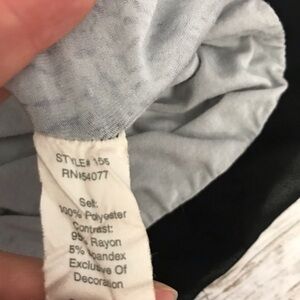 STYLE# 155
RN#54077
Self:
100% Polyester
Contrast:
95% Rayon
5% Spandex
Exclusive Of
Decoration